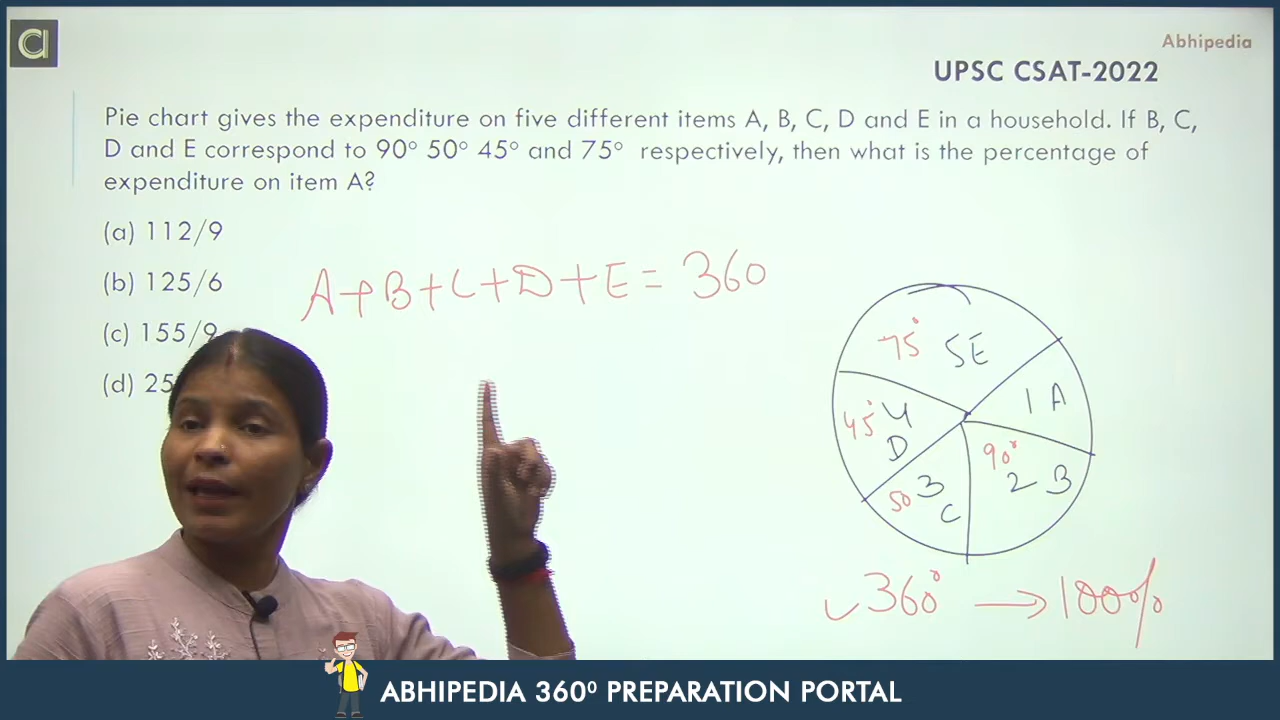 Abhipedia
UPSC CSAT-2022
Pie chart gives the expenditure on five different items A, B, C, D and E in a household. If B, C,
D and E correspond to 90° 50° 45° and 75° respectively, then what is the percentage of
expenditure on item A?
(a) 112/9
(b) 125/6
(c) 155/9
(d)
A+B+C+D+E = 360
75° 5E
1 A
45° 4
D
90°
2 B
50 3
C
360° → 100%
ABHIPEDIA 360⁰ PREPARATION PORTAL